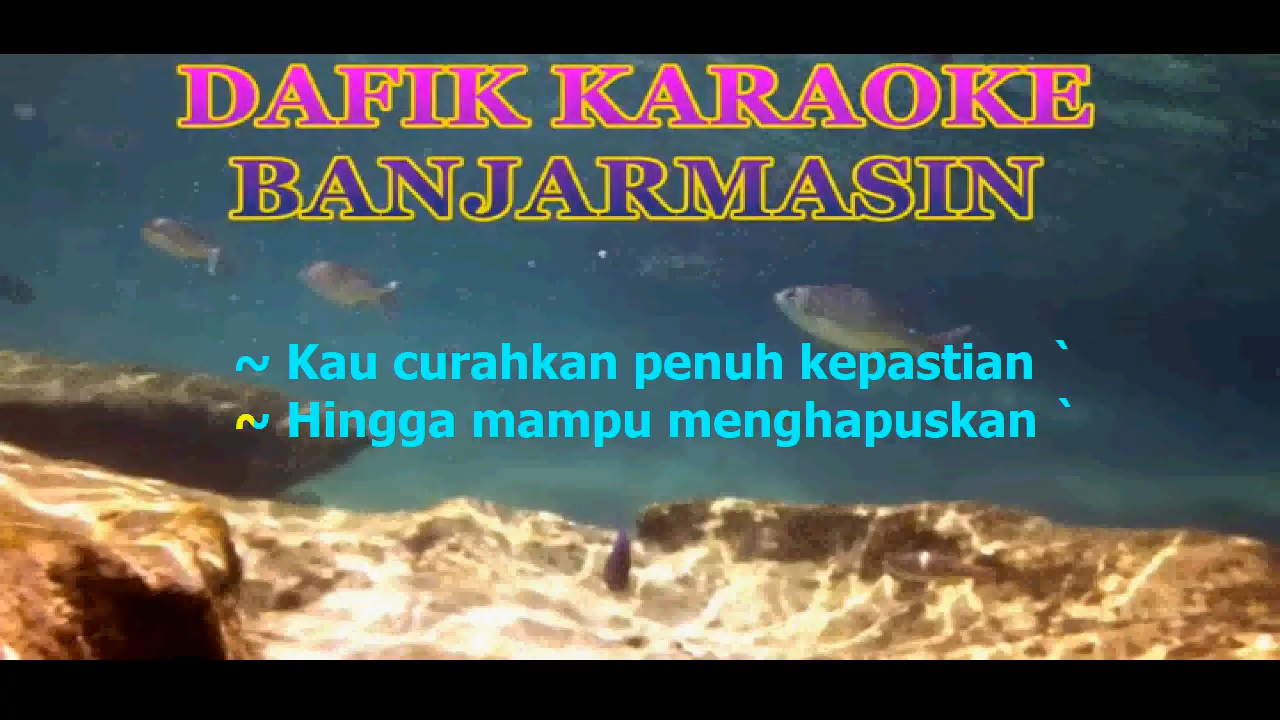 DAFIK KARAOKE
BANJARMASIN
~ Kau curahkan penuh kepastian `
~ Hingga mampu menghapuskan `